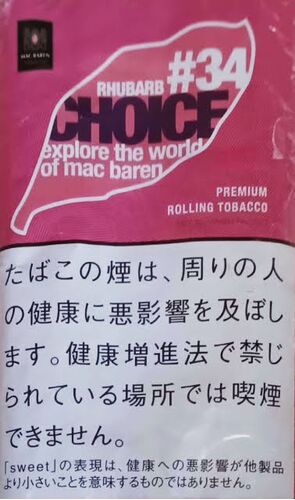 MAC BAREN
RHUBARB #34
CHOICE
explore the world
of mac baren
PREMIUM
ROLLING TOBACCO
たばこの煙は、周りの人
の健康に悪影響を及ぼし
ます。健康増進法で禁じ
られている場所では喫煙
できません。
「sweet」の表現は、健康への悪影響が他製品
より小さいことを意味するものではありません。